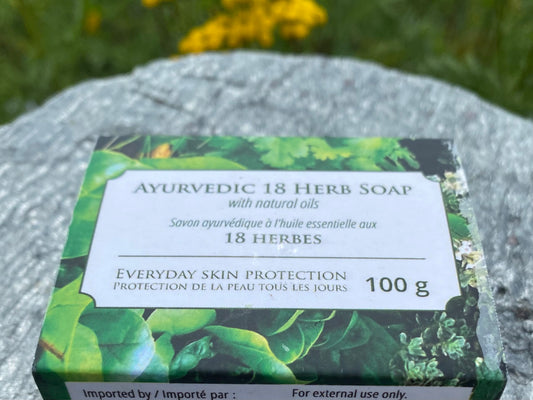 AYURVEDIC 18 HERB SOAP
with natural oils
Savon ayurvédique à l'huile essentielle aux
18 HERBES
EVERYDAY SKIN PROTECTION
PROTECTION DE LA PEAU TOUS LES JOURS
100 g
Imported by / Importé par :
For external use only.